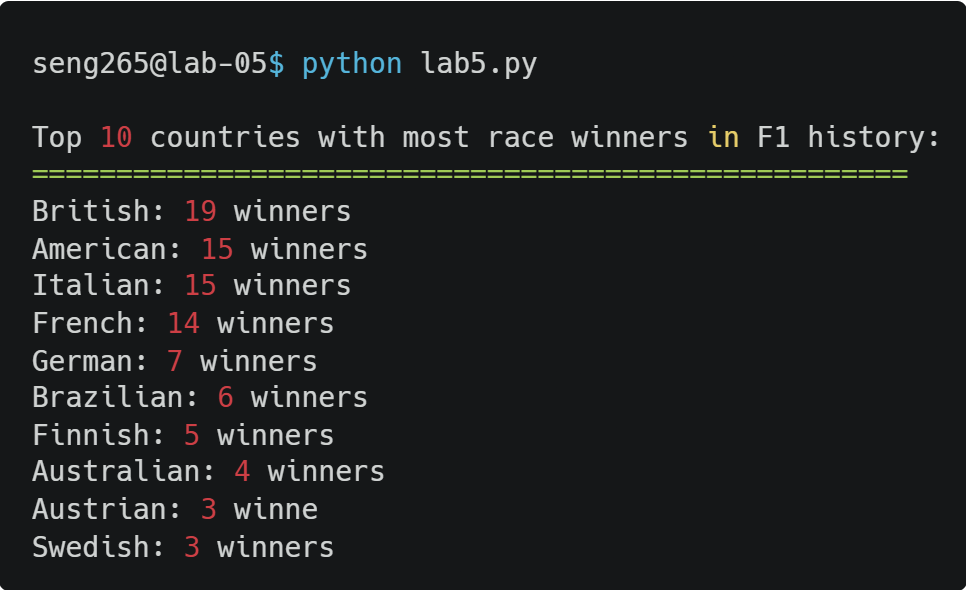 seng265@lab-05$ python lab5.py
Top 10 countries with most race winners in F1 history:
====================================================
British: 19 winners
American: 15 winners
Italian: 15 winners
French: 14 winners
German: 7 winners
Brazilian: 6 winners
Finnish: 5 winners
Australian: 4 winners
Austrian: 3 winne
Swedish: 3 winners